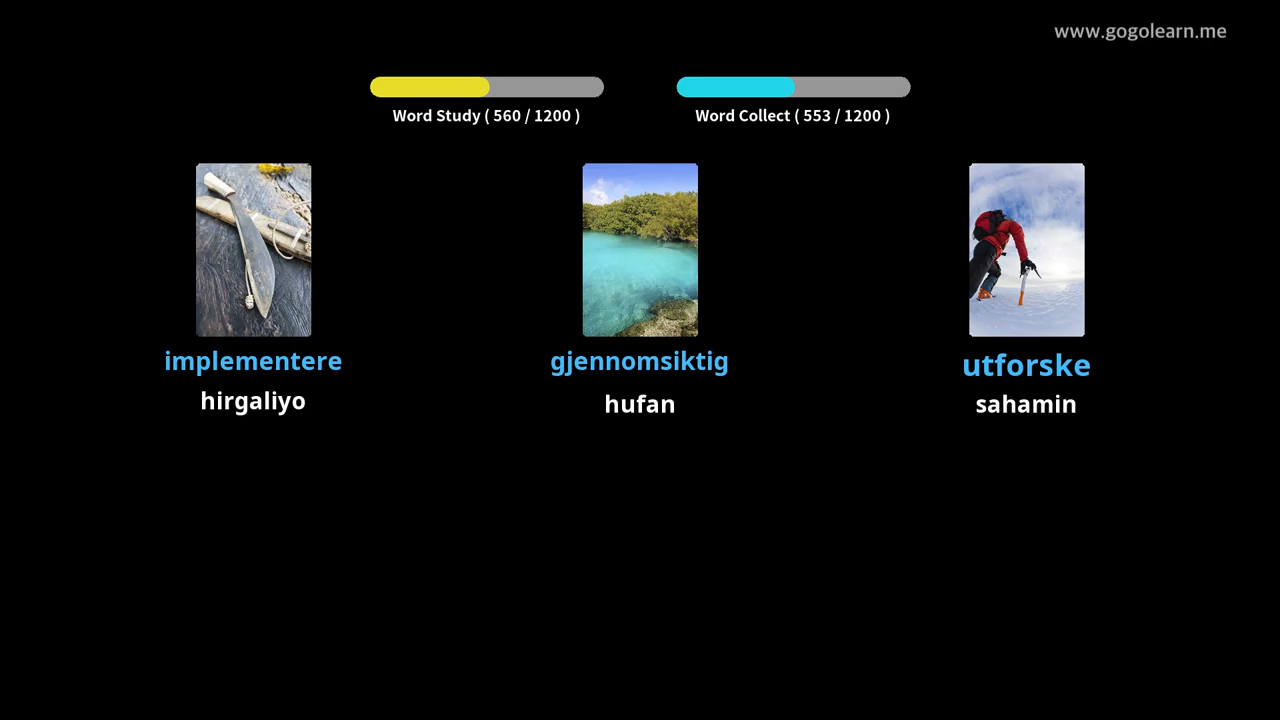 www.gogolearn.me
Word Study ( 560 / 1200 )
Word Collect ( 553 / 1200 )
implementere
gjennomsiktig
utforske
hirgaliyo
hufan
sahamin